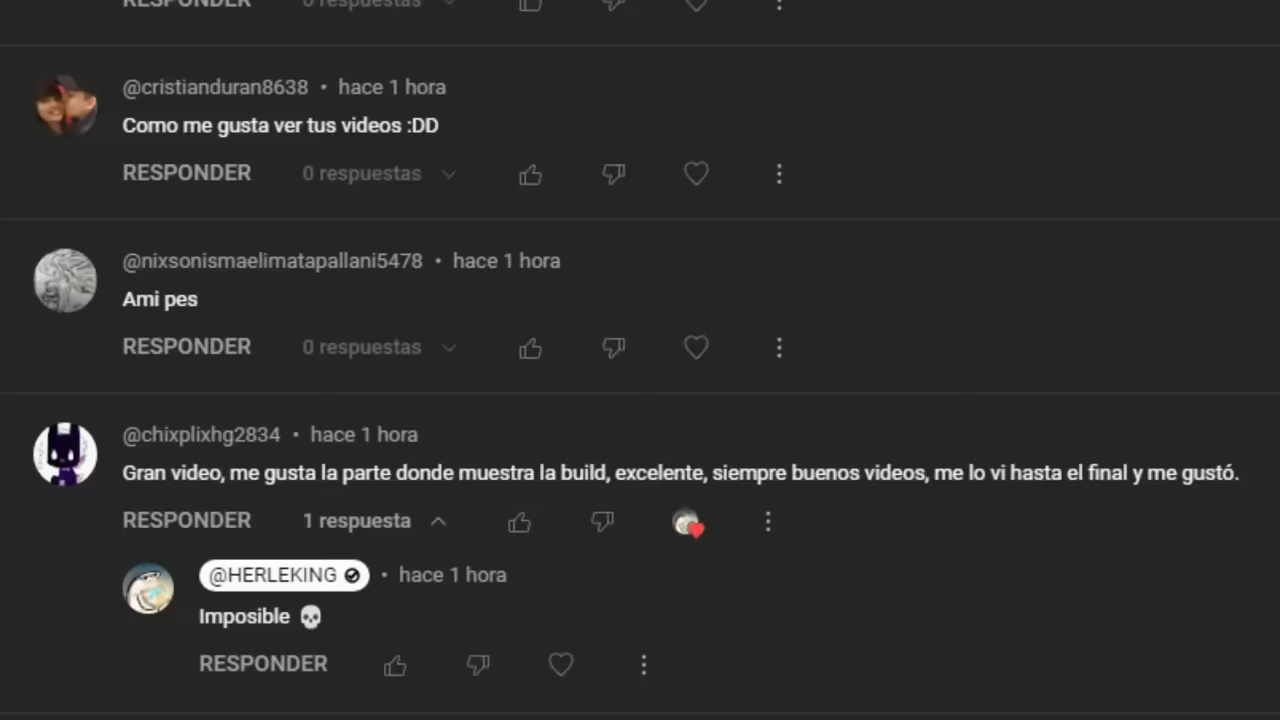 RESPONDER 0 respuestas
@cristianduran8638 • hace 1 hora
Como me gusta ver tus videos :DD
RESPONDER 0 respuestas
@nixsonismaelimatapallani5478 • hace 1 hora
Ami pes
RESPONDER 0 respuestas
@chixplixhg2834 • hace 1 hora
Gran video, me gusta la parte donde muestra la build, excelente, siempre buenos videos, me lo vi hasta el final y me gustó.
RESPONDER 1 respuesta
@HERLEKING • hace 1 hora
Imposible 💀
RESPONDER